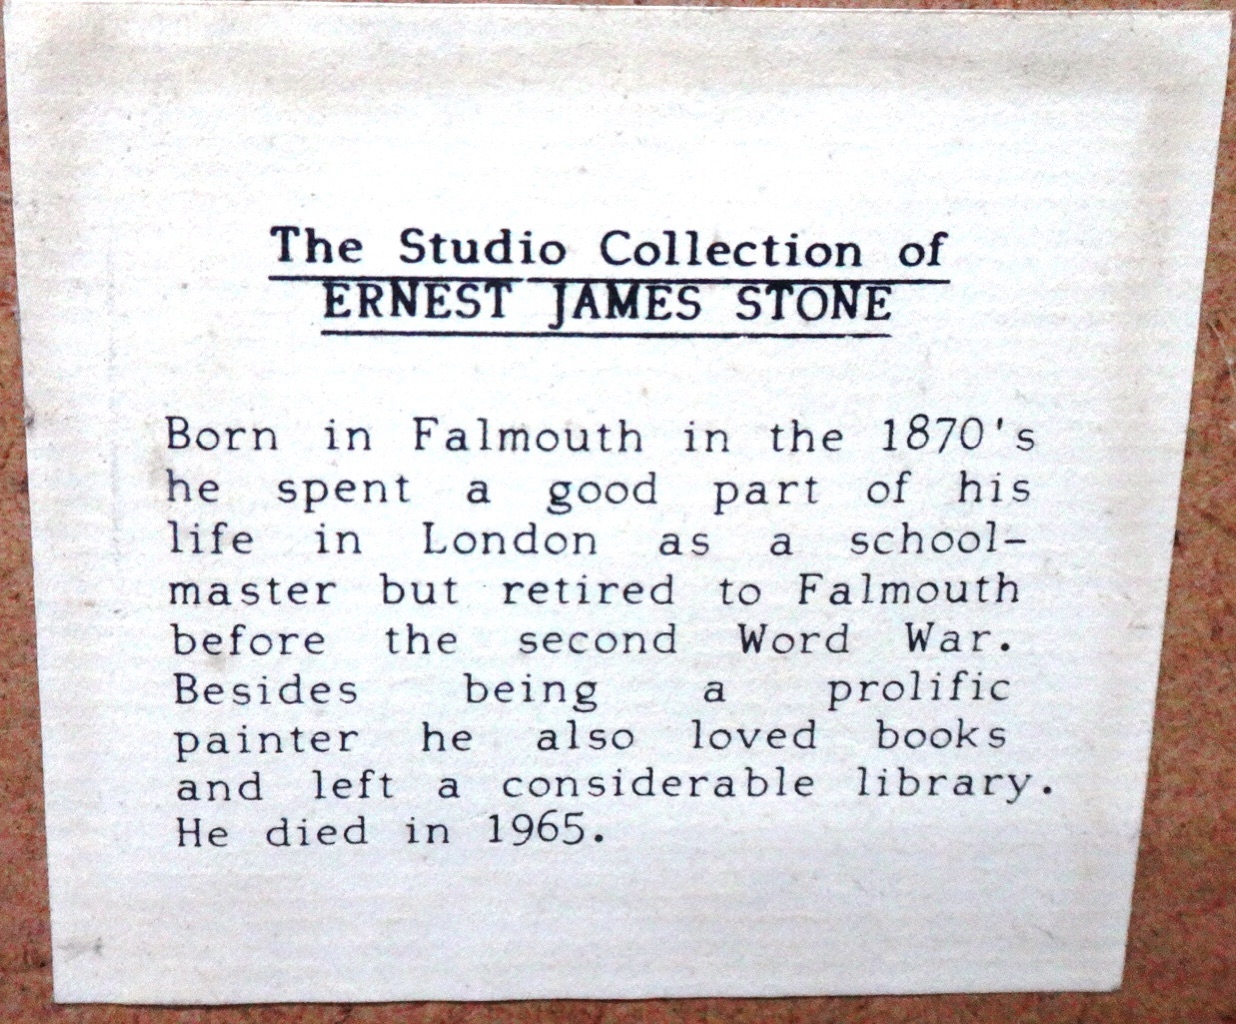 The Studio Collection of
ERNEST JAMES STONE
Born in Falmouth in the 1870's
he spent a good part of his
life in London as a school-
master but retired to Falmouth
before the second Word War.
Besides being a prolific
painter he also loved books
and left a considerable library.
He died in 1965.